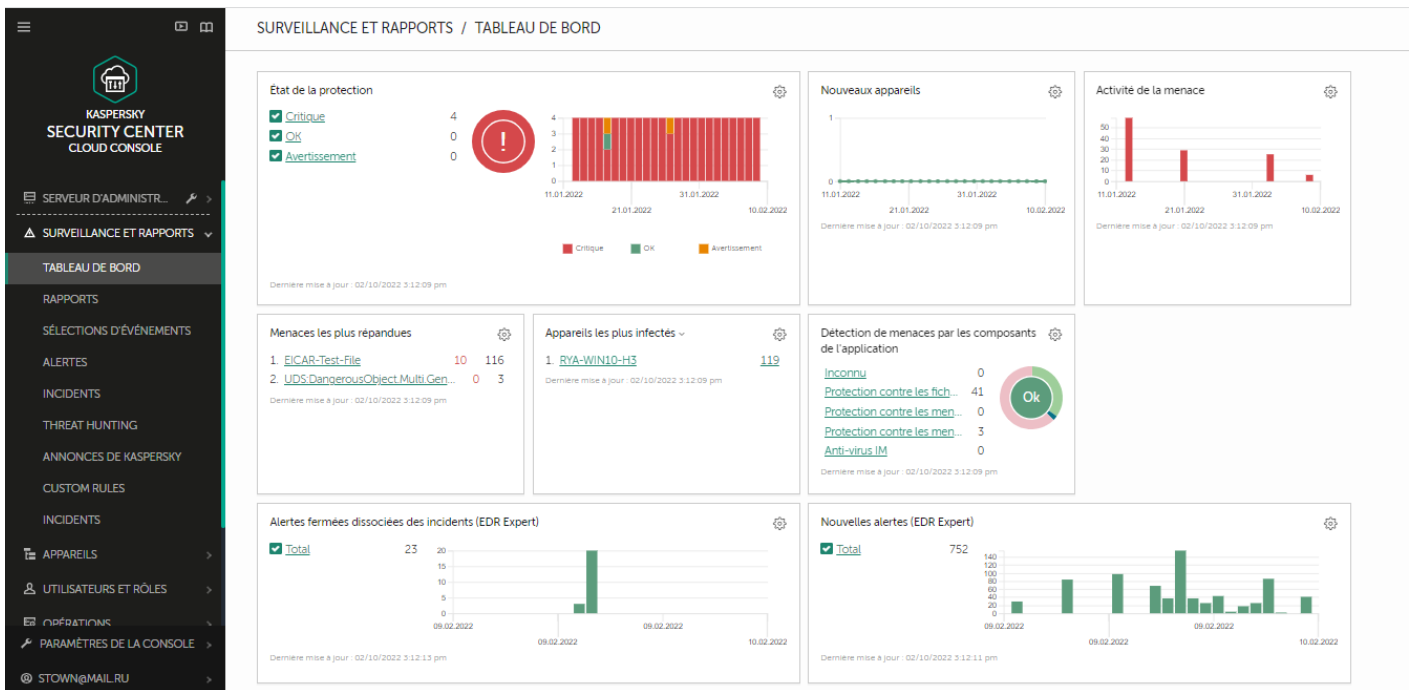 SURVEILLANCE ET RAPPORTS / TABLEAU DE BORD
KASPERSKY
SECURITY CENTER
CLOUD CONSOLE
SERVEUR D'ADMINISTR...
SURVEILLANCE ET RAPPORTS
TABLEAU DE BORD
RAPPORTS
SÉLECTIONS D'ÉVÉNEMENTS
ALERTES
INCIDENTS
THREAT HUNTING
ANNONCES DE KASPERSKY
CUSTOM RULES
INCIDENTS
APPAREILS
UTILISATEURS ET RÔLES
OPÉRATIONS
PARAMÈTRES DE LA CONSOLE
STOWN@MAIL.RU
État de la protection
Critique 4
OK 0
Avertissement 0
4
3
2
1
0
11.01.2022 31.01.2022
21.01.2022 10.02.2022
Critique OK Avertissement
Dernière mise à jour : 02/10/2022 3:12:09 pm
Nouveaux appareils
1
0
11.01.2022 31.01.2022
21.01.2022 10.02.2022
Dernière mise à jour : 02/10/2022 3:12:09 pm
Activité de la menace
50
40
30
20
10
0
11.01.2022 31.01.2022
21.01.2022 10.02.2022
Dernière mise à jour : 02/10/2022 3:12:09 pm
Menaces les plus répandues
1. EICAR-Test-File 10 116
2. UDS:DangerousObject.Multi.Gen... 0 3
Dernière mise à jour : 02/10/2022 3:12:09 pm
Appareils les plus infectés
1. RYA-WIN10-H3 119
Dernière mise à jour : 02/10/2022 3:12:09 pm
Détection de menaces par les composants
de l'application
Inconnu 0
Protection contre les fich... 41
Protection contre les men... 0
Protection contre les men... 3
Anti-virus IM 0
Ok
Dernière mise à jour : 02/10/2022 3:12:09 pm
Alertes fermées dissociées des incidents (EDR Expert)
Total 23
20
15
10
5
0
09.02.2022 09.02.2022
09.02.2022 10.02.2022
Dernière mise à jour : 02/10/2022 3:12:13 pm
Nouvelles alertes (EDR Expert)
Total 752
140
120
100
80
60
40
20
0
09.02.2022 09.02.2022
09.02.2022 10.02.2022
Dernière mise à jour : 02/10/2022 3:12:11 pm